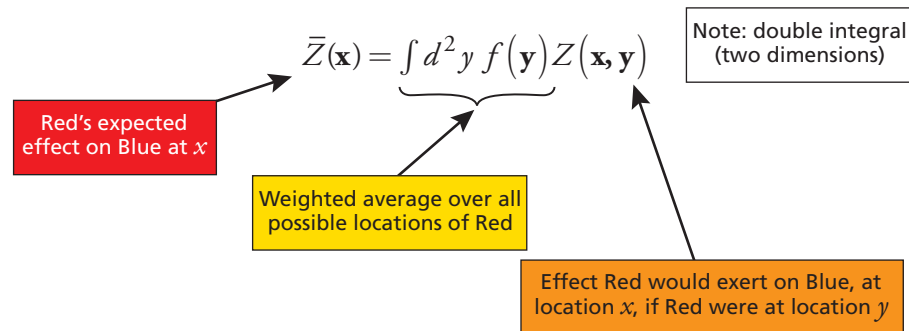 Z̄(x) = ∫ d² y f(y) Z(x, y)
Note: double integral
(two dimensions)
Red's expected
effect on Blue at x
Weighted average over all
possible locations of Red
Effect Red would exert on Blue, at
location x, if Red were at location y